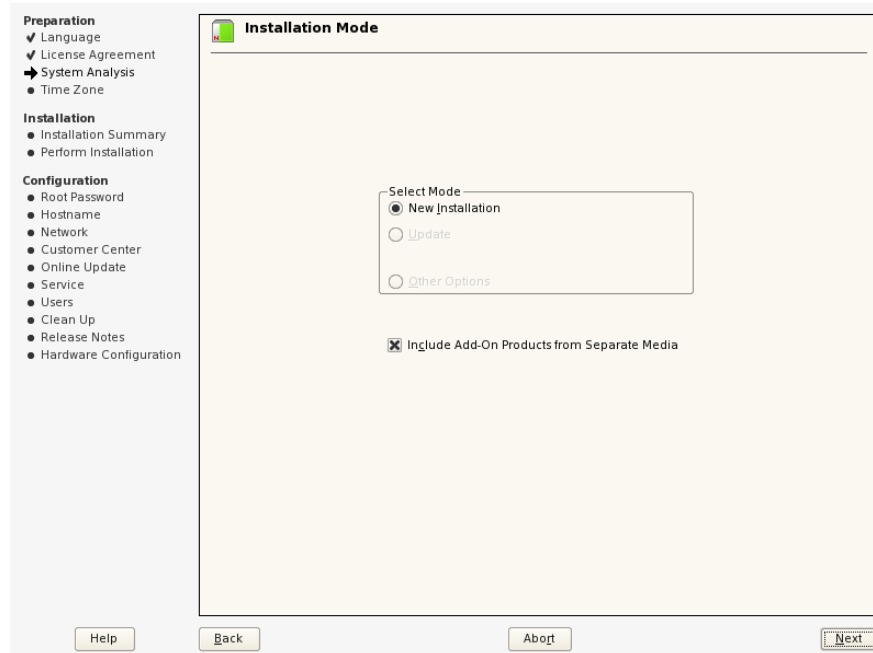 Preparation
Language
License Agreement
System Analysis
Time Zone
Installation
Installation Summary
Perform Installation
Configuration
Root Password
Hostname
Network
Customer Center
Online Update
Service
Users
Clean Up
Release Notes
Hardware Configuration
N
Installation Mode
Select Mode
New Installation
Update
Other Options
Include Add-On Products from Separate Media
Help
Back
Abort
Next